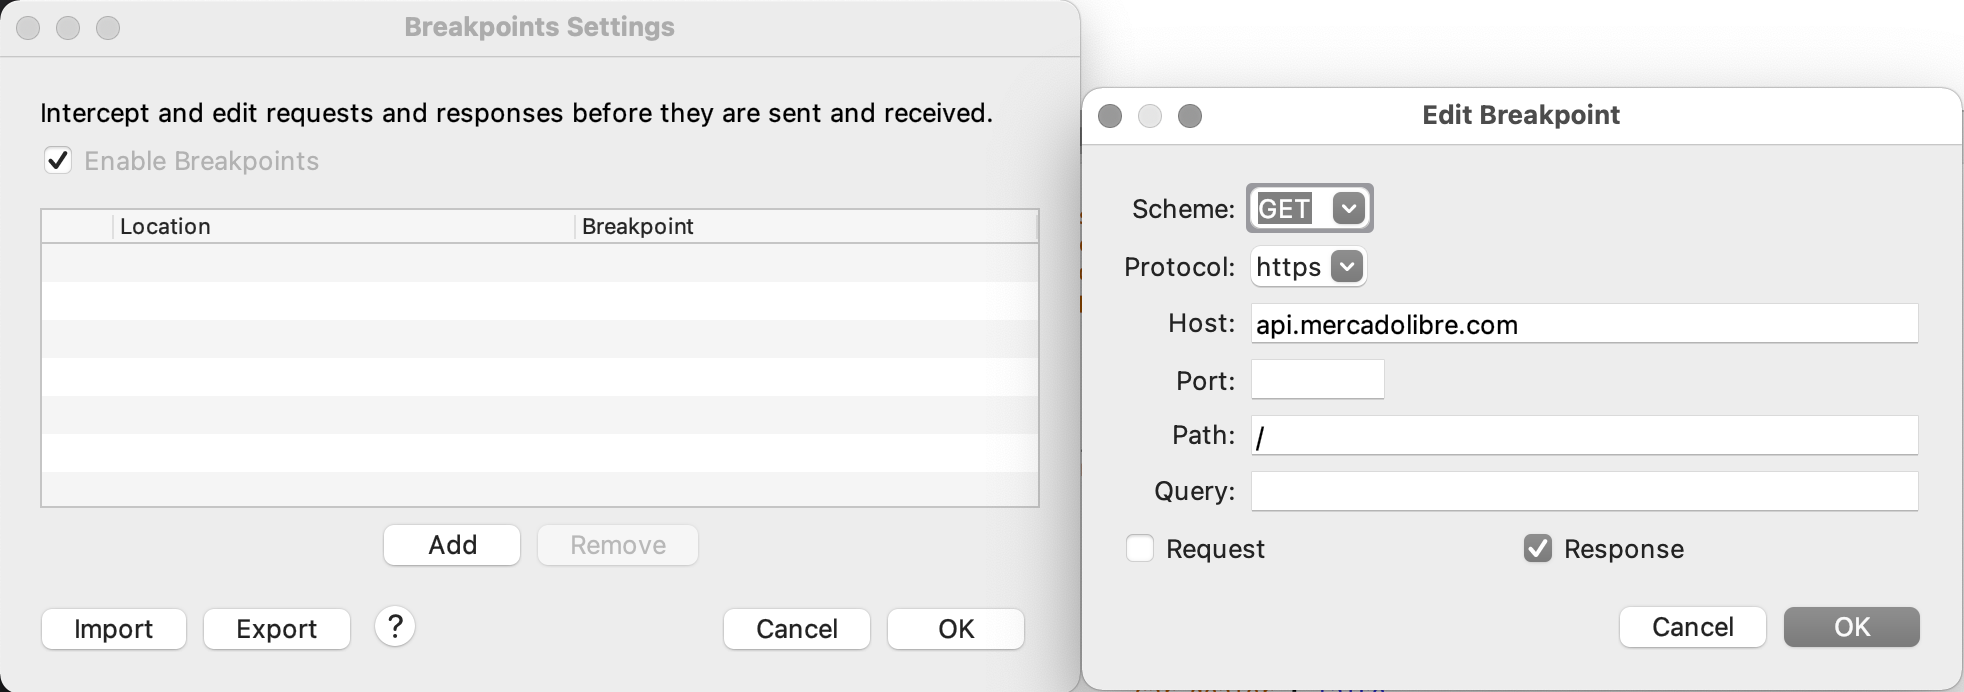 Breakpoints Settings
Intercept and edit requests and responses before they are sent and received.
Enable Breakpoints
Location Breakpoint
Add Remove
Import Export ? Cancel OK
Edit Breakpoint
Scheme: GET
Protocol: https
Host: api.mercadolibre.com
Port:
Path: /
Query:
Request Response
Cancel OK